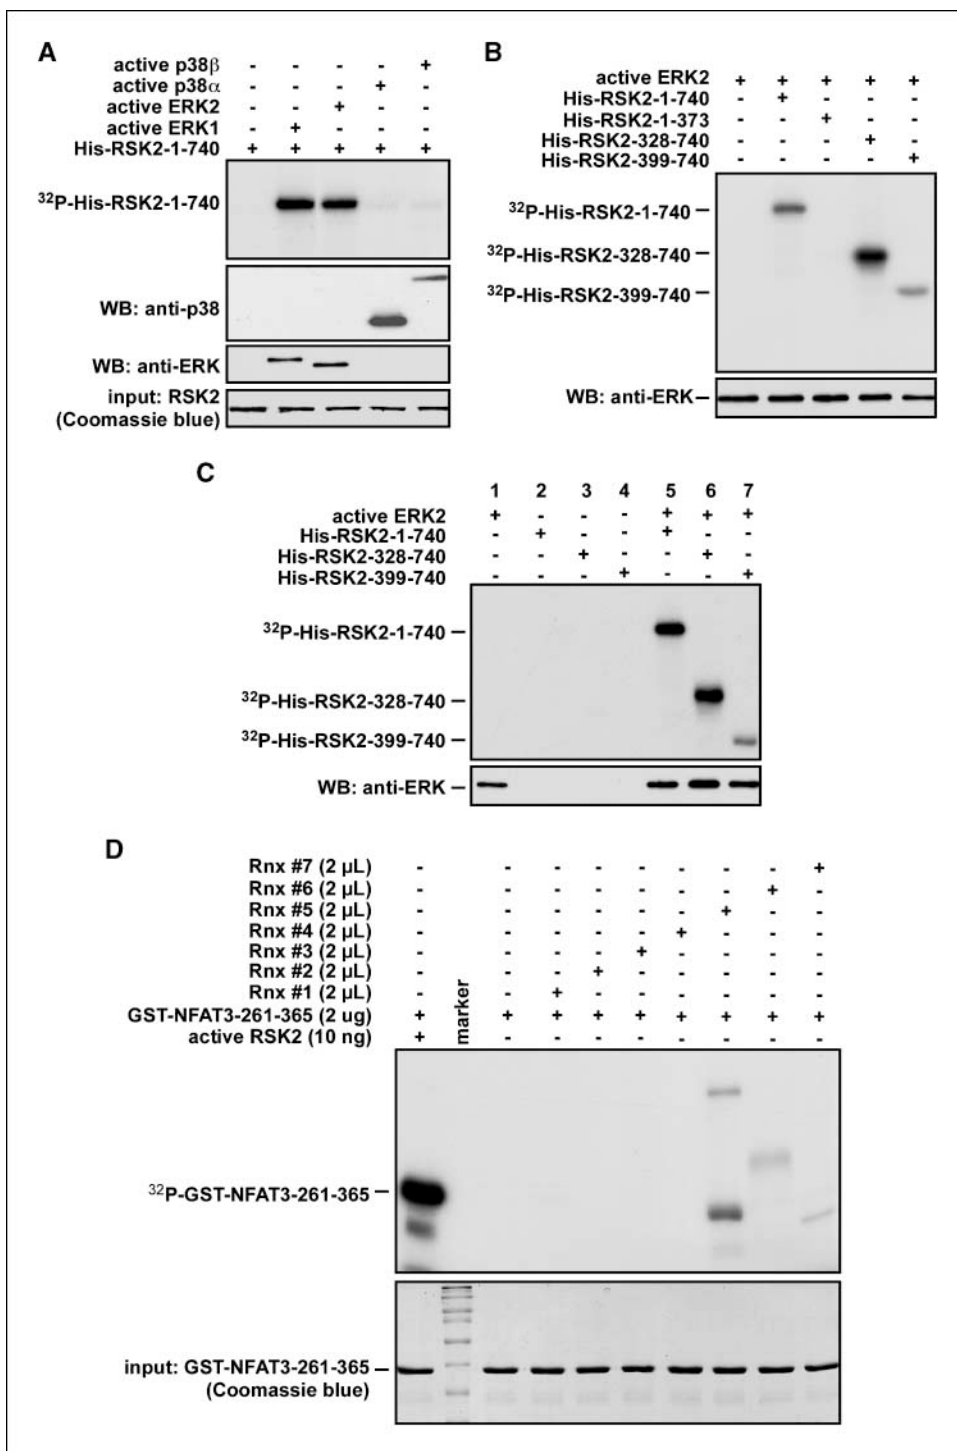 A
active p38β - - - - +
active p38α - - - + -
active ERK2 - - + - -
active ERK1 - + - - -
His-RSK2-1-740 + + + + +
32P-His-RSK2-1-740
WB: anti-p38
WB: anti-ERK
input: RSK2
(Coomassie blue)
B
active ERK2 + + + + +
His-RSK2-1-740 - + - - -
His-RSK2-1-373 - - + - -
His-RSK2-328-740 - - - + -
His-RSK2-399-740 - - - - +
32P-His-RSK2-1-740
32P-His-RSK2-328-740
32P-His-RSK2-399-740
WB: anti-ERK
C
1 2 3 4 5 6 7
active ERK2 + - - - + + +
His-RSK2-1-740 - + - - + - -
His-RSK2-328-740 - - + - - + -
His-RSK2-399-740 - - - + - - +
32P-His-RSK2-1-740
32P-His-RSK2-328-740
32P-His-RSK2-399-740
WB: anti-ERK
D
Rnx #7 (2 µL) - - - - - - - - +
Rnx #6 (2 µL) - - - - - - - + -
Rnx #5 (2 µL) - - - - - - + - -
Rnx #4 (2 µL) - - - - - + - - -
Rnx #3 (2 µL) - - - - + - - - -
Rnx #2 (2 µL) - - - + - - - - -
Rnx #1 (2 µL) - - + - - - - - -
GST-NFAT3-261-365 (2 ug) + + + + + + + + +
active RSK2 (10 ng) + - - - - - - - -
marker
32P-GST-NFAT3-261-365
input: GST-NFAT3-261-365
(Coomassie blue)